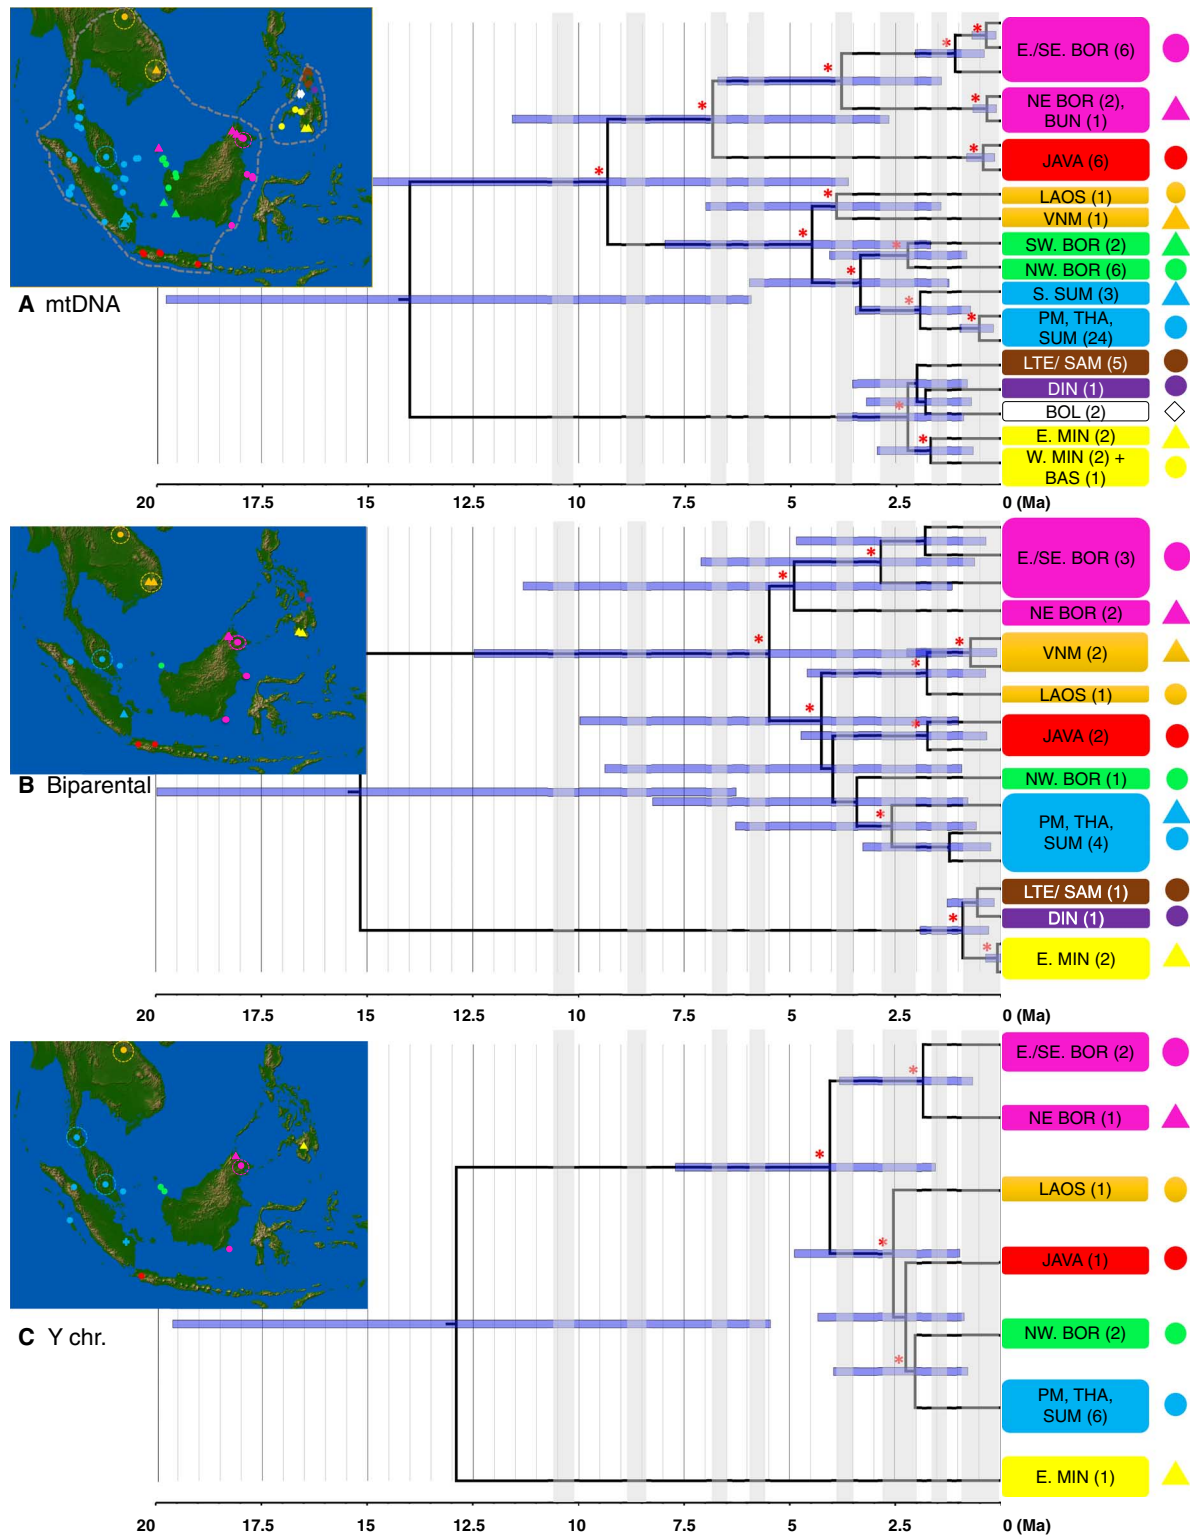 E./SE. BOR (6)
NE BOR (2),
BUN (1)
JAVA (6)
LAOS (1)
VNM (1)
SW. BOR (2)
NW. BOR (6)
S. SUM (3)
PM, THA,
SUM (24)
LTE/ SAM (5)
DIN (1)
BOL (2)
E. MIN (2)
W. MIN (2) +
BAS (1)
A mtDNA
20 17.5 15 12.5 10 7.5 5 2.5 0 (Ma)
E./SE. BOR (3)
NE BOR (2)
VNM (2)
LAOS (1)
JAVA (2)
NW. BOR (1)
PM, THA,
SUM (4)
LTE/ SAM (1)
DIN (1)
E. MIN (2)
B Biparental
20 17.5 15 12.5 10 7.5 5 2.5 0 (Ma)
E./SE. BOR (2)
NE BOR (1)
LAOS (1)
JAVA (1)
NW. BOR (2)
PM, THA,
SUM (6)
E. MIN (1)
C Y chr.
20 17.5 15 12.5 10 7.5 5 2.5 0 (Ma)